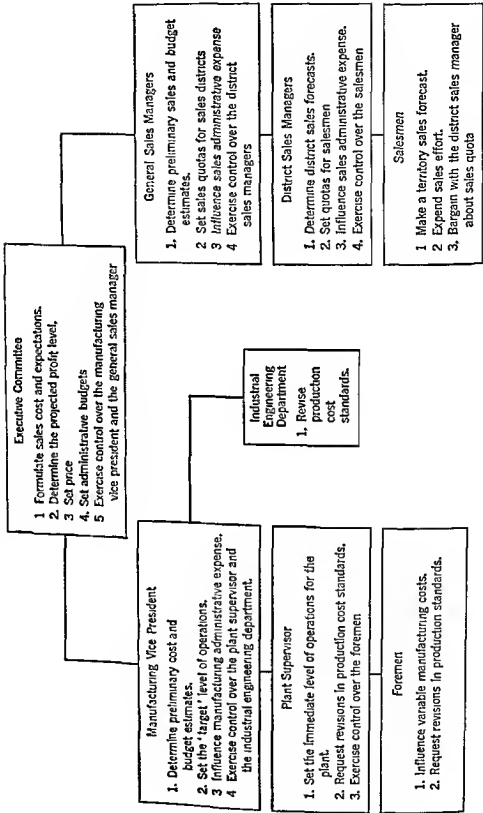 Executive Committee
1 Formulate sales cost and expectations.
2. Determine the projected profit level.
3 Set price
4. Set administrative budgets
5 Exercise control over the manufacturing
vice president and the general sales manager
Manufacturing Vice President
1. Determine preliminary cost and
budget estimates.
2. Set the 'target' level of operations.
3 Influence manufacturing administrative expense.
4 Exercise control over the plant supervisor and
the industrial engineering department.
Plant Supervisor
1. Set the immediate level of operations for the
plant.
2. Request revisions in production cost standards.
3. Exercise control over the foremen
Foremen
1. Influence variable manufacturing costs.
2. Request revisions in production standards.
Industrial
Engineering
Department
1. Revise
production
cost
standards.
General Sales Managers
1. Determine preliminary sales and budget
estimates.
2 Set sales quotas for sales districts
3 Influence sales administrative expense
4 Exercise control over the district
sales managers
District Sales Managers
1. Determine district sales forecasts.
2. Set quotas for salesmen
3. Influence sales administrative expense.
4. Exercise control over the salesmen
Salesmen
1 Make a territory sales forecast.
2 Expend sales effort.
3. Bargain with the district sales manager
about sales quota